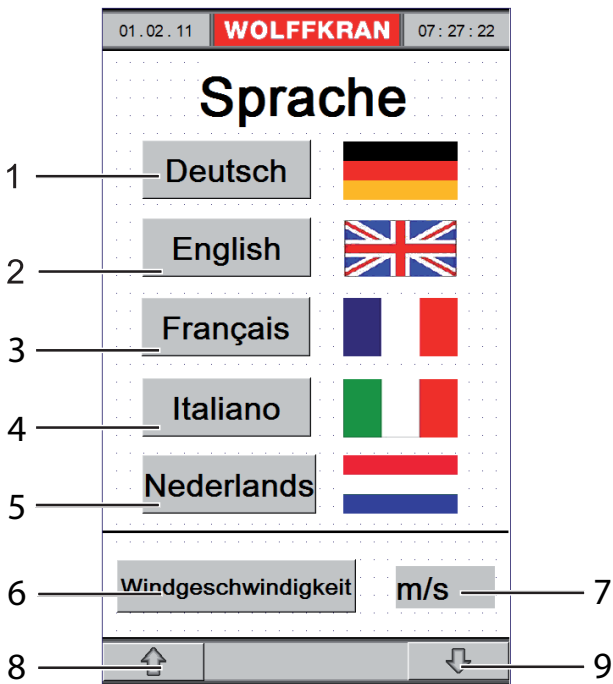 01.02.11 WOLFFKRAN 07:27:22
Sprache
1 Deutsch
2 English
3 Français
4 Italiano
5 Nederlands
6 Windgeschwindigkeit m/s 7
8 9